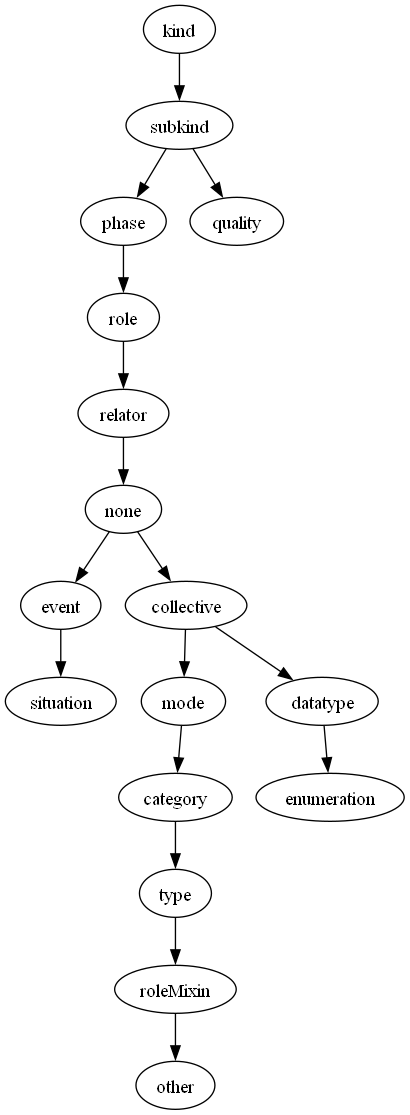 kind
subkind
phase
quality
role
relator
none
event
collective
situation
mode
datatype
category
enumeration
type
roleMixin
other